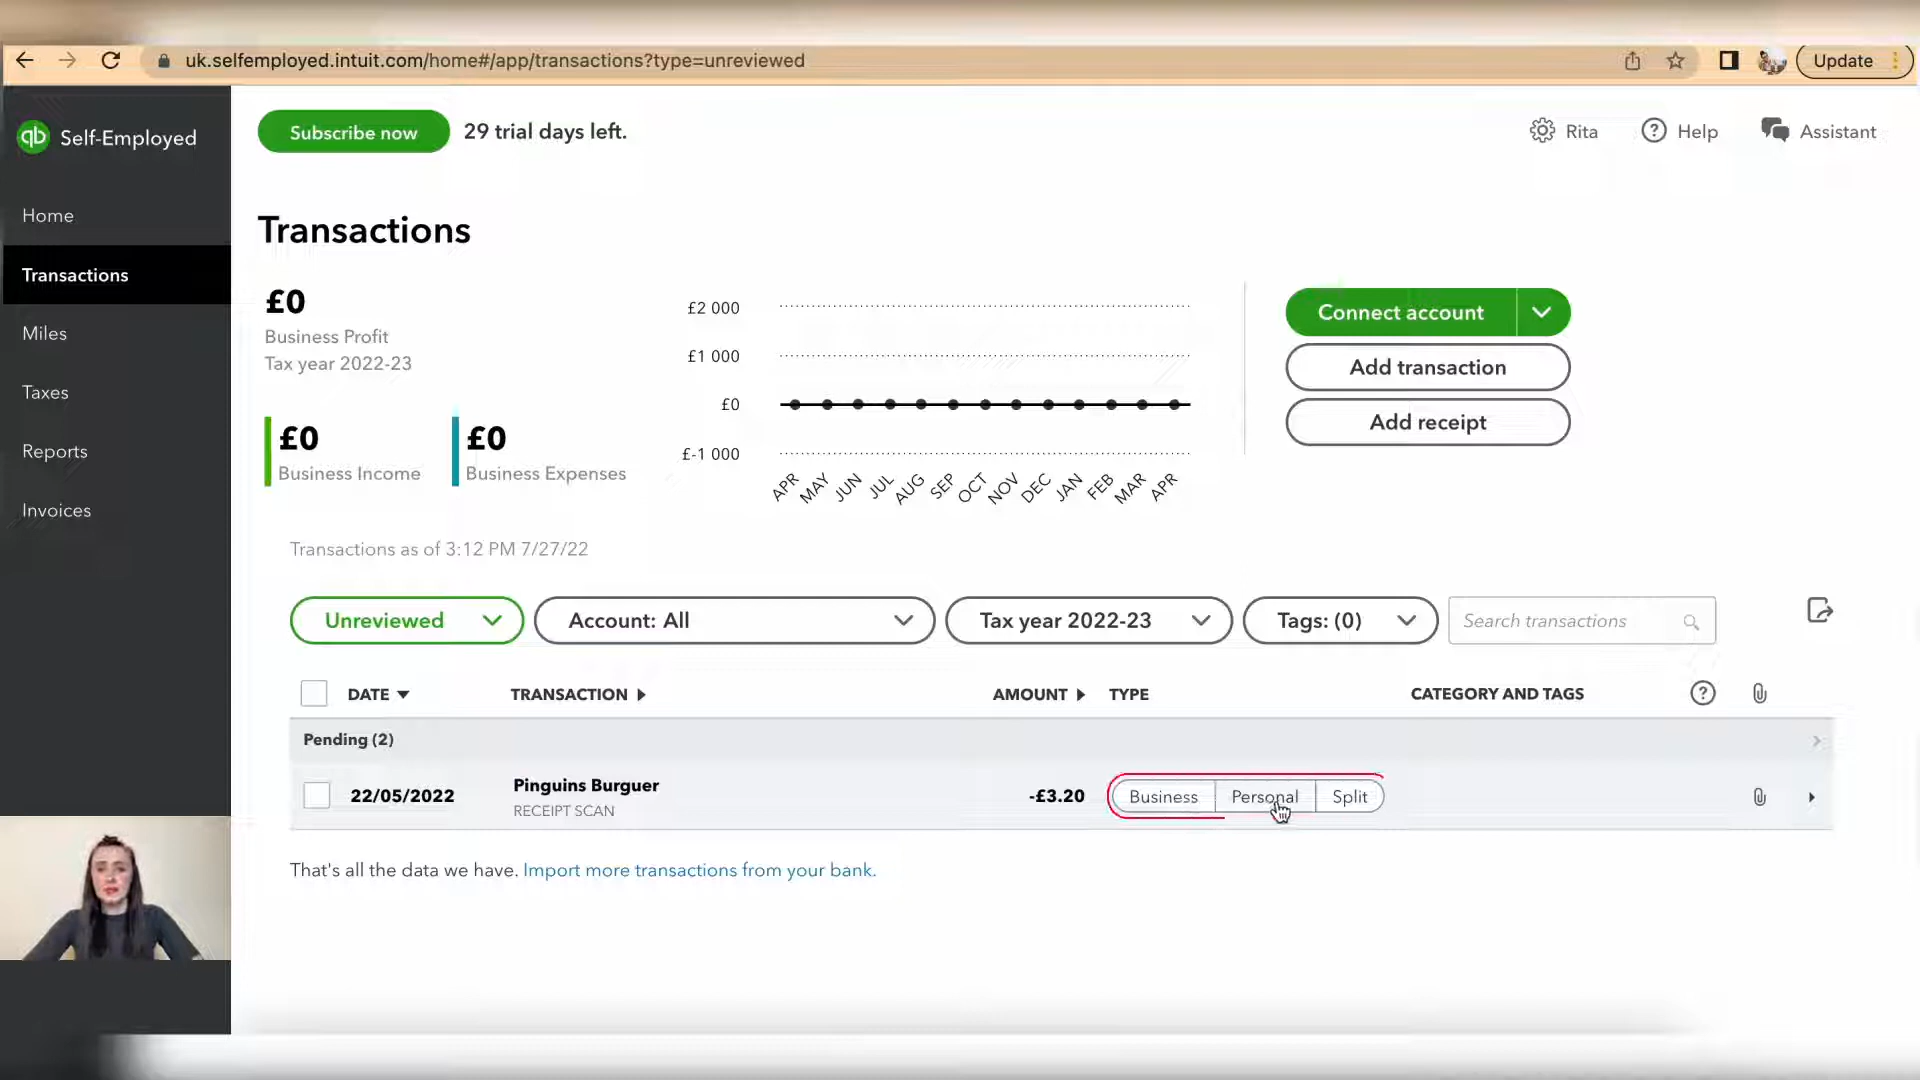 uk.selfemployed.intuit.com/home#/app/transactions?type=unreviewed
Update
qb Self-Employed
Subscribe now
29 trial days left.
Rita
Help
Assistant
Home
Transactions
Miles
Taxes
Reports
Invoices
Transactions
£0
Business Profit
Tax year 2022-23
£0
Business Income
£0
Business Expenses
£2 000
£1 000
£0
£-1 000
APR MAY JUN JUL AUG SEP OCT NOV DEC JAN FEB MAR APR
Connect account
Add transaction
Add receipt
Transactions as of 3:12 PM 7/27/22
Unreviewed
Account: All
Tax year 2022-23
Tags: (0)
Search transactions
DATE TRANSACTION AMOUNT TYPE CATEGORY AND TAGS ?
Pending (2)
22/05/2022 Pinguins Burguer -£3.20 Business Personal Split
RECEIPT SCAN
That's all the data we have. Import more transactions from your bank.